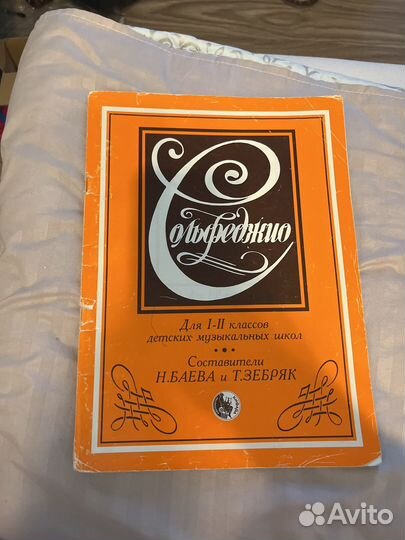 Сольфеджио
Для I-II классов
детских музыкальных школ
Составители
Н.БАЕВА и Т.ЗЕБРЯК
Avito